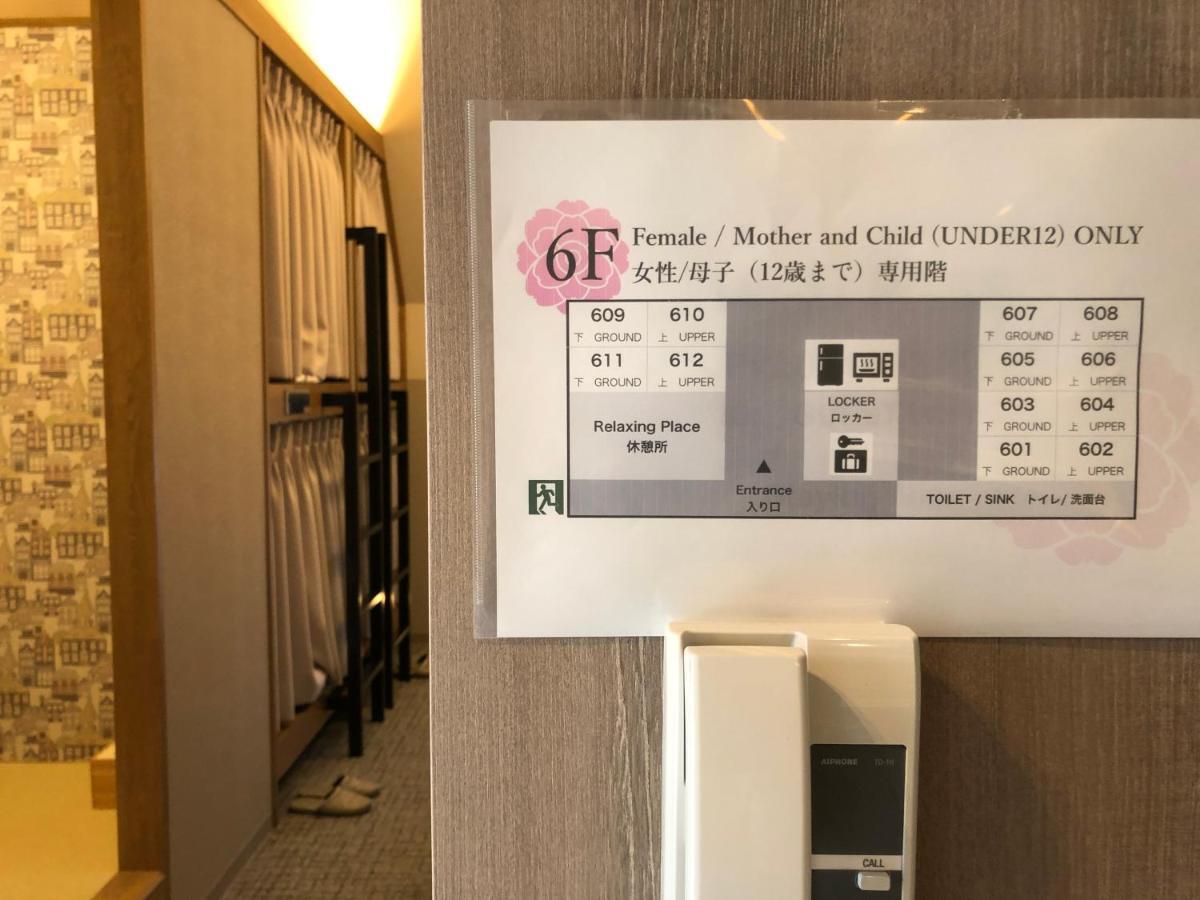 6F
Female / Mother and Child (UNDER12) ONLY
女性/母子（12歳まで）専用階
609 610
下 GROUND 上 UPPER
611 612
下 GROUND 上 UPPER
Relaxing Place
休憩所
LOCKER
ロッカー
▲
Entrance
入り口
607 608
下 GROUND 上 UPPER
605 606
下 GROUND 上 UPPER
603 604
下 GROUND 上 UPPER
601 602
下 GROUND 上 UPPER
TOILET / SINK トイレ/ 洗面台
AIPHONE
CALL